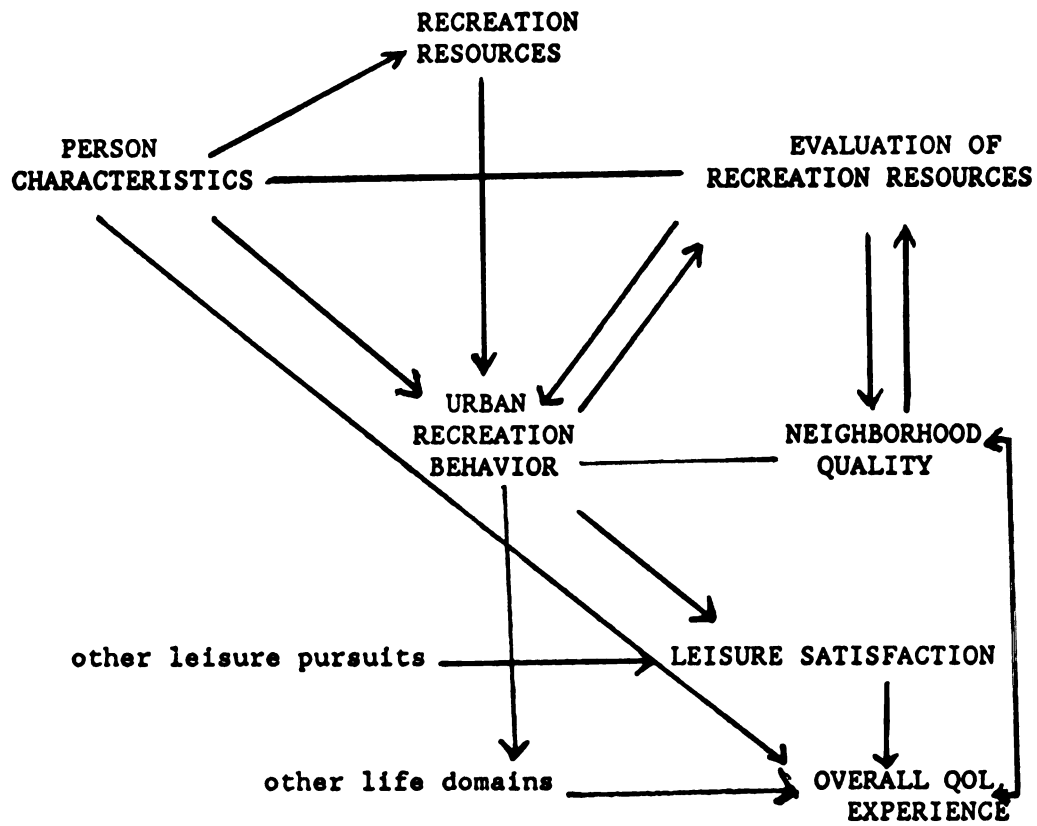 RECREATION
RESOURCES
PERSON
CHARACTERISTICS
EVALUATION OF
RECREATION RESOURCES
URBAN
RECREATION
BEHAVIOR
NEIGHBORHOOD
QUALITY
other leisure pursuits
LEISURE SATISFACTION
other life domains
OVERALL QOL
EXPERIENCE